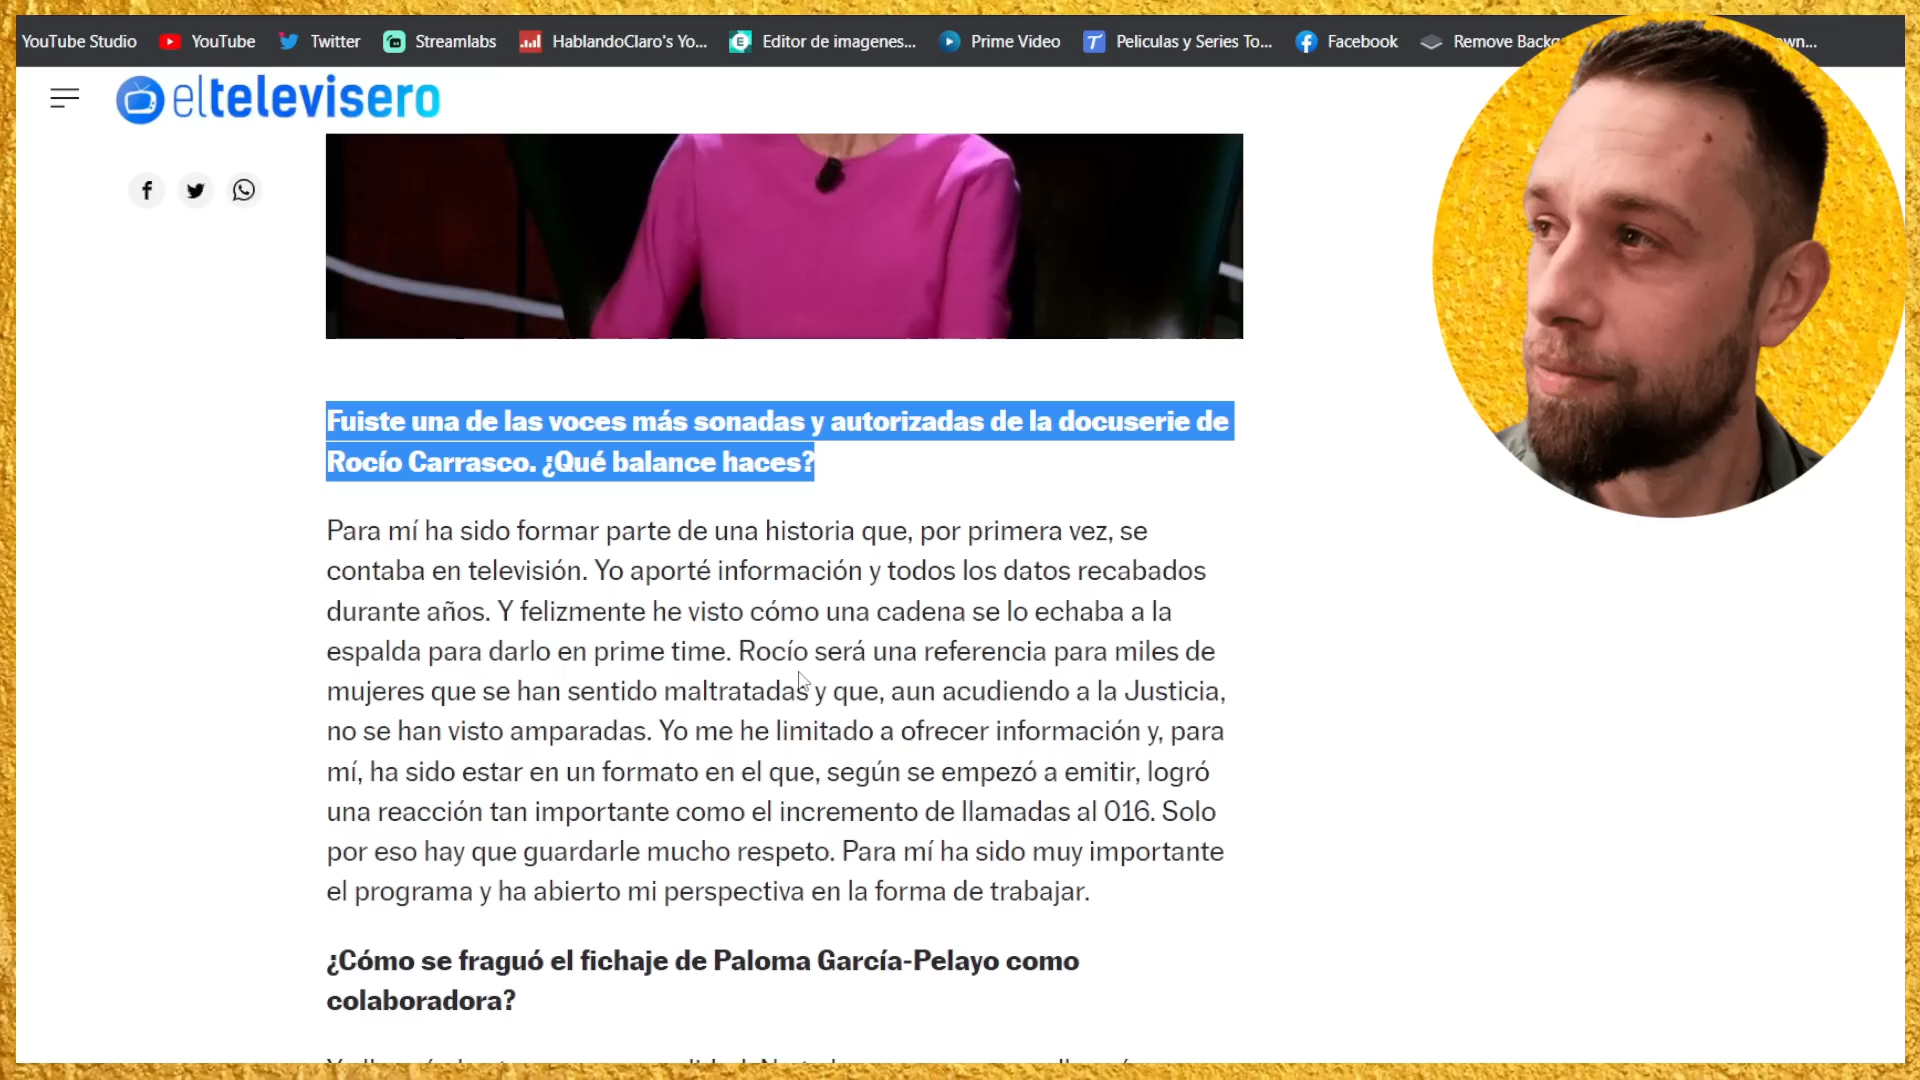 YouTube Studio YouTube Twitter Streamlabs HablandoClaro's Yo... Editor de imagenes... Prime Video Peliculas y Series To... Facebook Remove Backg own...
eltelevisero
Fuiste una de las voces más sonadas y autorizadas de la docuserie de
Rocío Carrasco. ¿Qué balance haces?
Para mí ha sido formar parte de una historia que, por primera vez, se
contaba en televisión. Yo aporté información y todos los datos recabados
durante años. Y felizmente he visto cómo una cadena se lo echaba a la
espalda para darlo en prime time. Rocío será una referencia para miles de
mujeres que se han sentido maltratadas y que, aun acudiendo a la Justicia,
no se han visto amparadas. Yo me he limitado a ofrecer información y, para
mí, ha sido estar en un formato en el que, según se empezó a emitir, logró
una reacción tan importante como el incremento de llamadas al 016. Solo
por eso hay que guardarle mucho respeto. Para mí ha sido muy importante
el programa y ha abierto mi perspectiva en la forma de trabajar.
¿Cómo se fraguó el fichaje de Paloma García-Pelayo como
colaboradora?